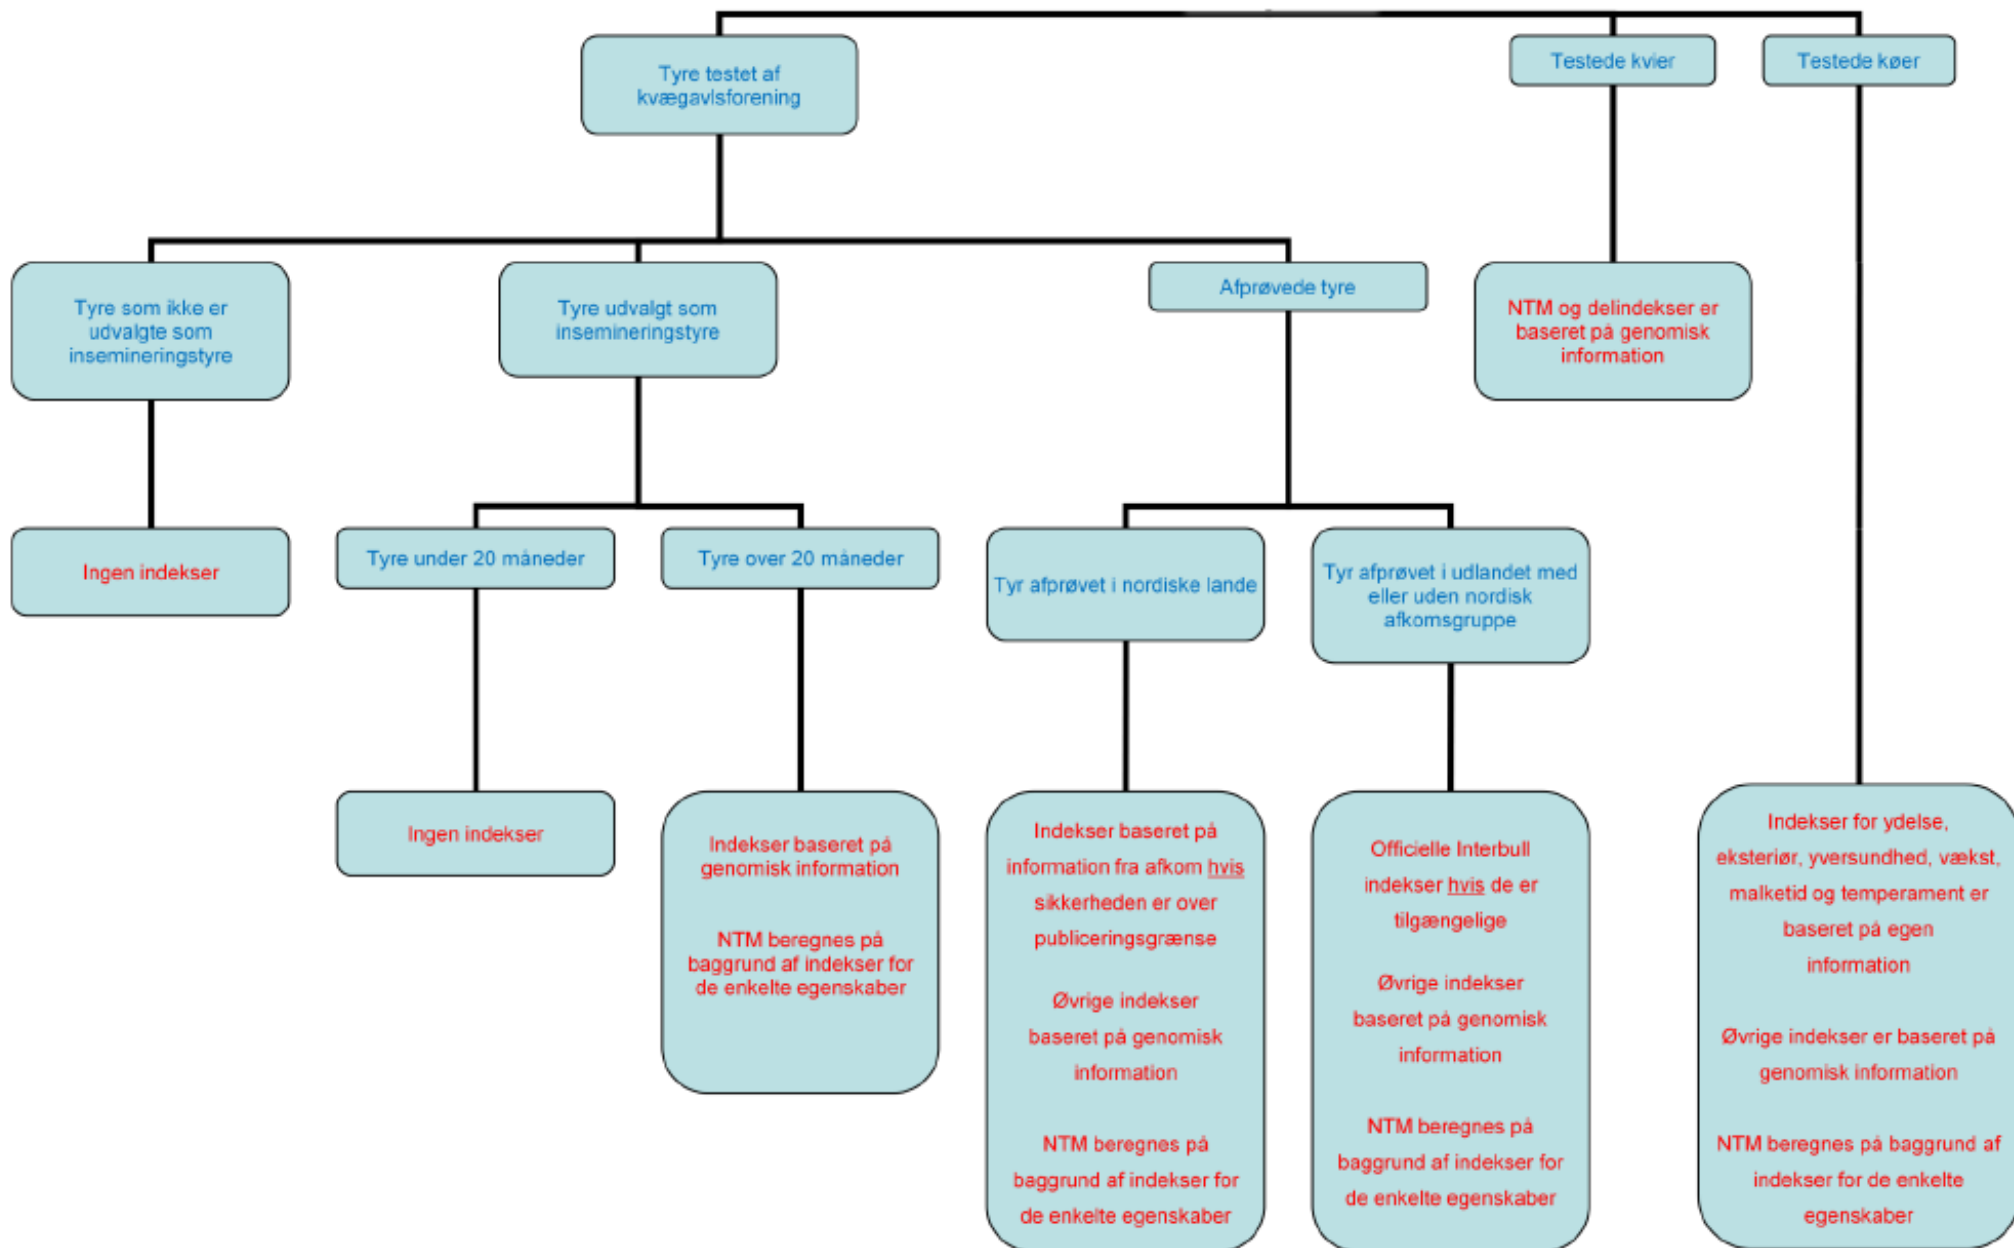 Tyre testet af
kvægavlsforening
Testede kvier
Testede køer
Tyre som ikke er
udvalgte som
insemineringstyre
Tyre udvalgt som
insemineringstyre
Afprøvede tyre
NTM og delindekser er
baseret på genomisk
information
Ingen indekser
Tyre under 20 måneder
Tyre over 20 måneder
Tyr afprøvet i nordiske lande
Tyr afprøvet i udlandet med
eller uden nordisk
afkomsgruppe
Ingen indekser
Indekser baseret på
genomisk information
NTM beregnes på
baggrund af indekser for
de enkelte egenskaber
Indekser baseret på
information fra afkom hvis
sikkerheden er over
publiceringsgrænse
Øvrige indekser
baseret på genomisk
information
NTM beregnes på
baggrund af indekser for
de enkelte egenskaber
Officielle Interbull
indekser hvis de er
tilgængelige
Øvrige indekser
baseret på genomisk
information
NTM beregnes på
baggrund af indekser for
de enkelte egenskaber
Indekser for ydelse,
eksteriør, yversundhed, vækst,
malketid og temperament er
baseret på egen
information
Øvrige indekser er baseret på
genomisk information
NTM beregnes på baggrund af
indekser for de enkelte
egenskaber